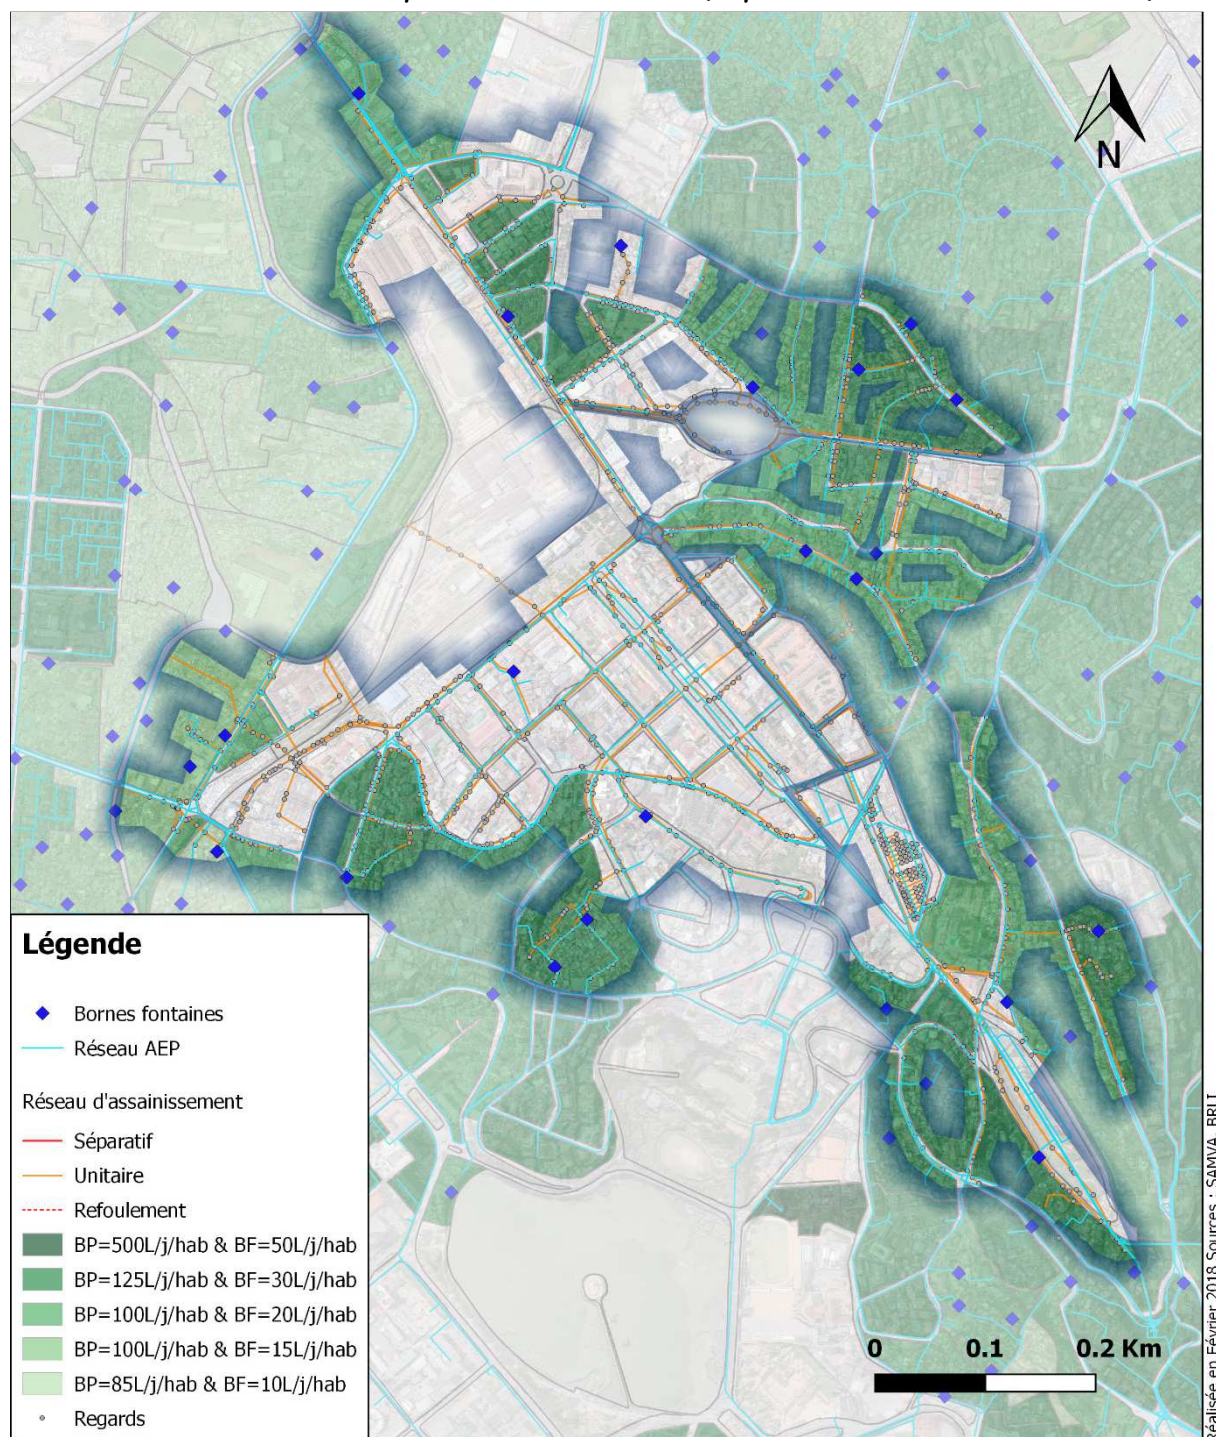 N
Légende
Bornes fontaines
Réseau AEP
Réseau d'assainissement
Séparatif
Unitaire
Refoulement
BP=500L/j/hab & BF=50L/j/hab
BP=125L/j/hab & BF=30L/j/hab
BP=100L/j/hab & BF=20L/j/hab
BP=100L/j/hab & BF=15L/j/hab
BP=85L/j/hab & BF=10L/j/hab
Regards
0 0.1 0.2 Km
Réalisée en Février 2018 Sources : SAMVA, BRLI